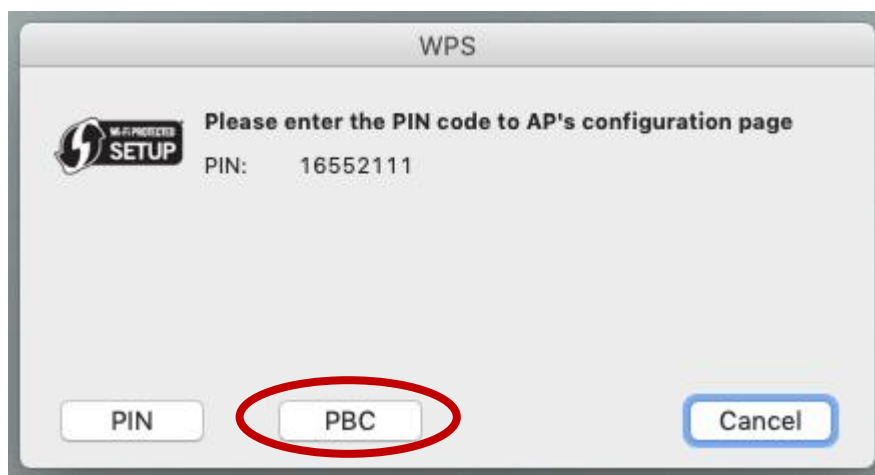 WPS
Wi-Fi PROTECTED
SETUP
Please enter the PIN code to AP's configuration page
PIN: 16552111
PIN PBC Cancel